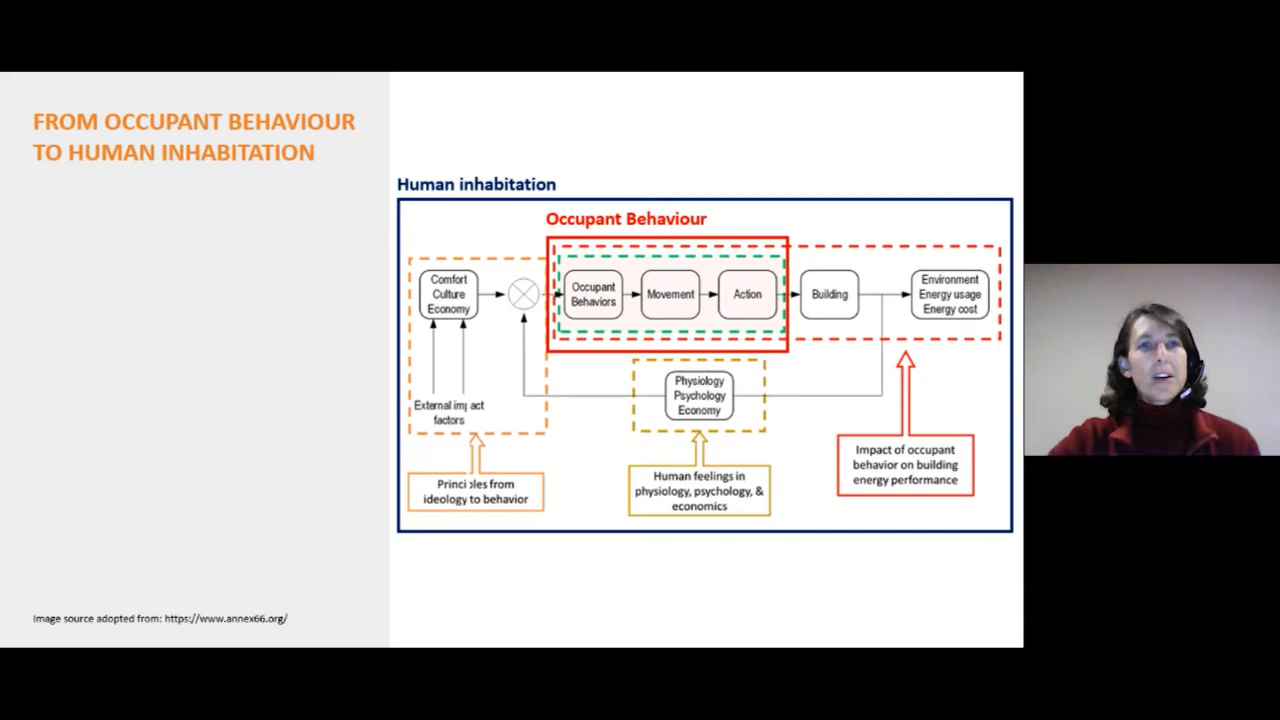 FROM OCCUPANT BEHAVIOUR
TO HUMAN INHABITATION
Human inhabitation
Occupant Behaviour
Comfort
Culture
Economy
Occupant
Behaviors
Movement
Action
Building
Environment
Energy usage
Energy cost
External impact
factors
Physiology
Psychology
Economy
Principles from
ideology to behavior
Human feelings in
physiology, psychology, &
economics
Impact of occupant
behavior on building
energy performance
Image source adopted from: https://www.annex66.org/